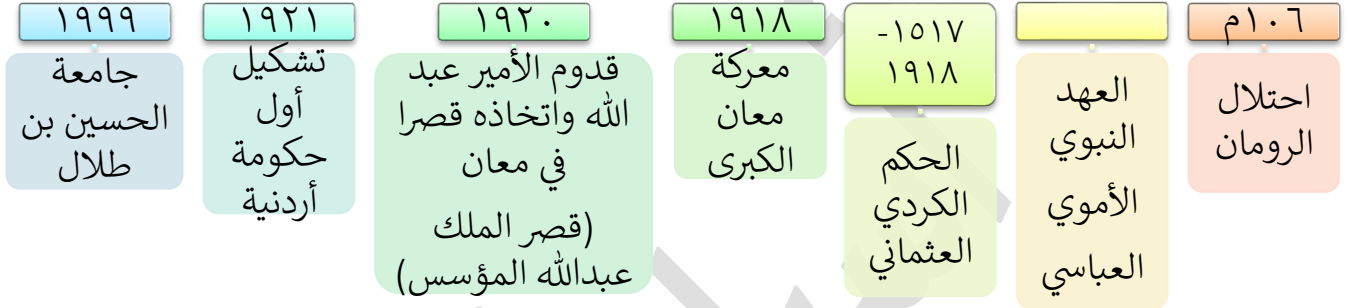 ١٠٦م
احتلال
الرومان
العهد
النبوي
الأموي
العباسي
١٥١٧-
١٩١٨
الحكم
الكردي
العثماني
١٩١٨
معركة
معان
الكبرى
١٩٢٠
قدوم الأمير عبد
الله واتخاذه قصرا
في معان
(قصر الملك
عبدالله المؤسس)
١٩٢١
تشكيل
أول
حكومة
أردنية
١٩٩٩
جامعة
الحسين بن
طلال